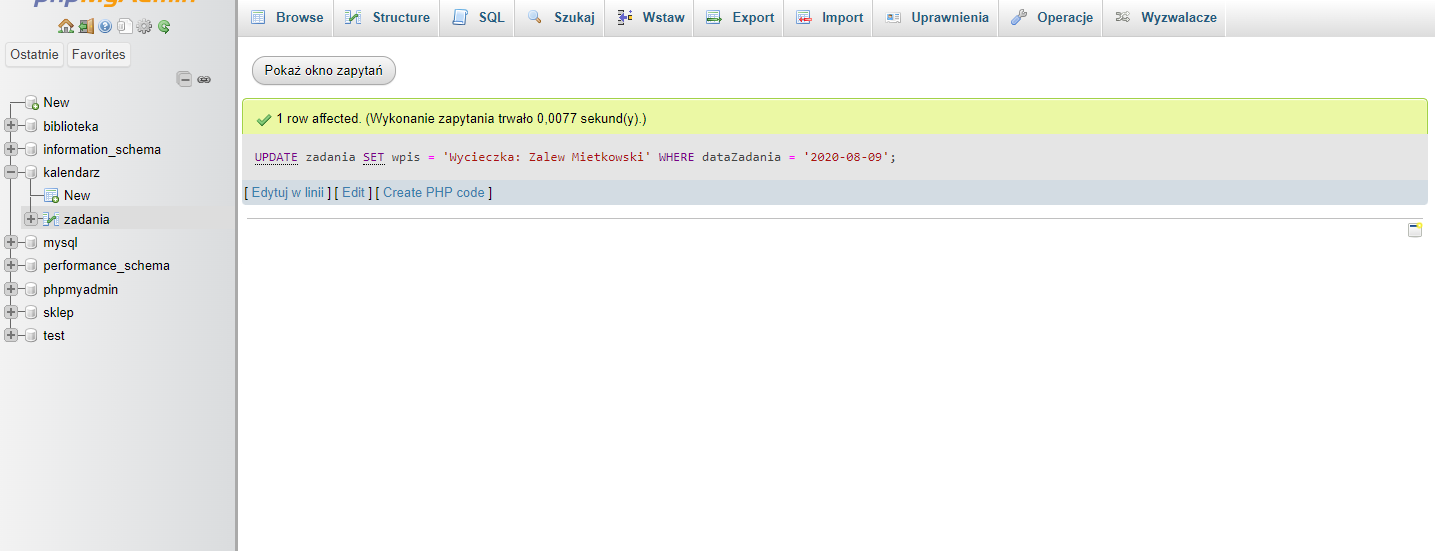 phpMyAdmin
Ostatnie Favorites
New
biblioteka
information_schema
kalendarz
New
zadania
mysql
performance_schema
phpmyadmin
sklep
test
Browse Structure SQL Szukaj Wstaw Export Import Uprawnienia Operacje Wyzwalacze
Pokaż okno zapytań
1 row affected. (Wykonanie zapytania trwało 0,0077 sekund(y).)
UPDATE zadania SET wpis = 'Wycieczka: Zalew Mietkowski' WHERE dataZadania = '2020-08-09';
[ Edytuj w linii ] [ Edit ] [ Create PHP code ]